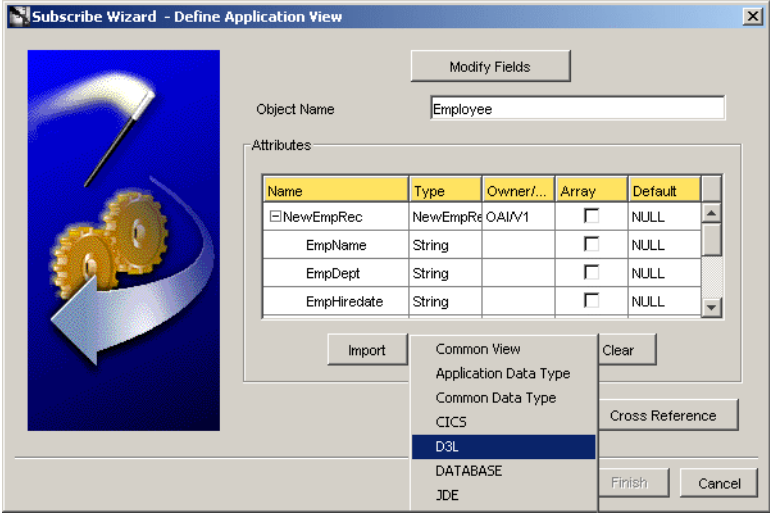 Subscribe Wizard - Define Application View
Modify Fields
Object Name Employee
Attributes
Name Type Owner/... Array Default
NewEmpRec NewEmpRe OAI/V1 NULL
EmpName String NULL
EmpDept String NULL
EmpHiredate String NULL
Import Common View Clear
Application Data Type
Common Data Type
CICS Cross Reference
D3L
DATABASE
JDE Finish Cancel